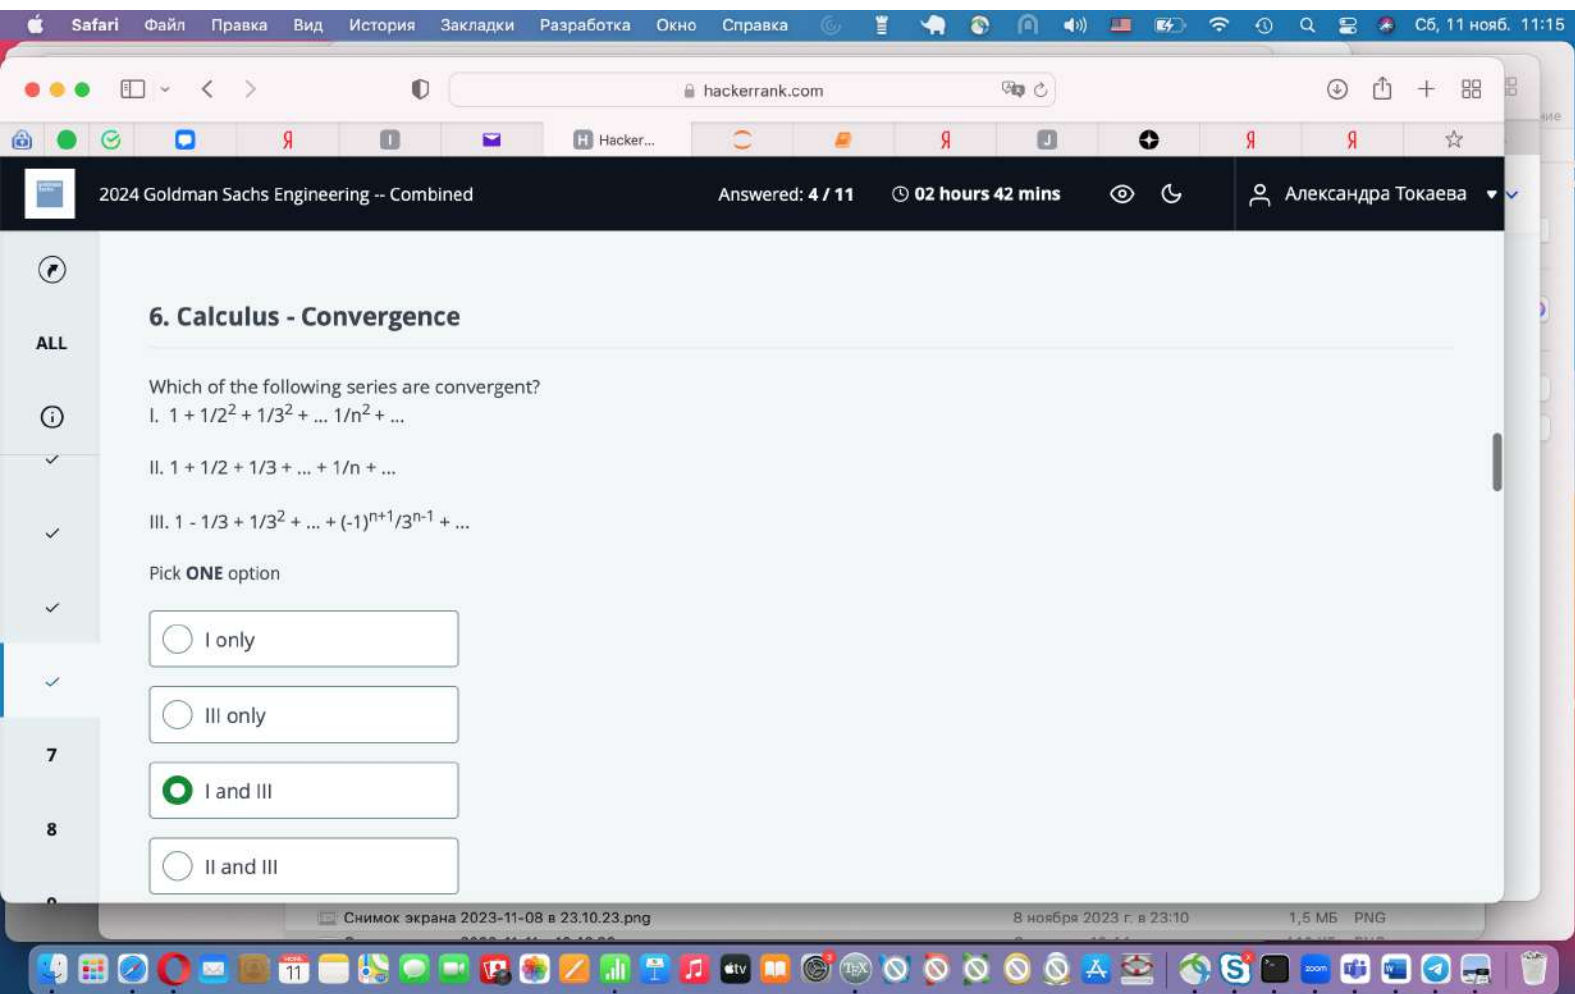 Safari Файл Правка Вид История Закладки Разработка Окно Справка Сб, 11 нояб. 11:15
hackerrank.com
Я I H Hacker... Я J Я Я
2024 Goldman Sachs Engineering -- Combined Answered: 4 / 11 02 hours 42 mins Александра Токаева
6. Calculus - Convergence
ALL
Which of the following series are convergent?
I. 1 + 1/2² + 1/3² + ... 1/n² + ...
II. 1 + 1/2 + 1/3 + ... + 1/n + ...
III. 1 - 1/3 + 1/3² + ... + (-1)ⁿ⁺¹/3ⁿ⁻¹ + ...
Pick ONE option
I only
III only
7
I and III
8
II and III
Снимок экрана 2023-11-08 в 23.10.23.png 8 ноября 2023 г. в 23:10 1,5 МБ PNG
11 tv TEX zoom